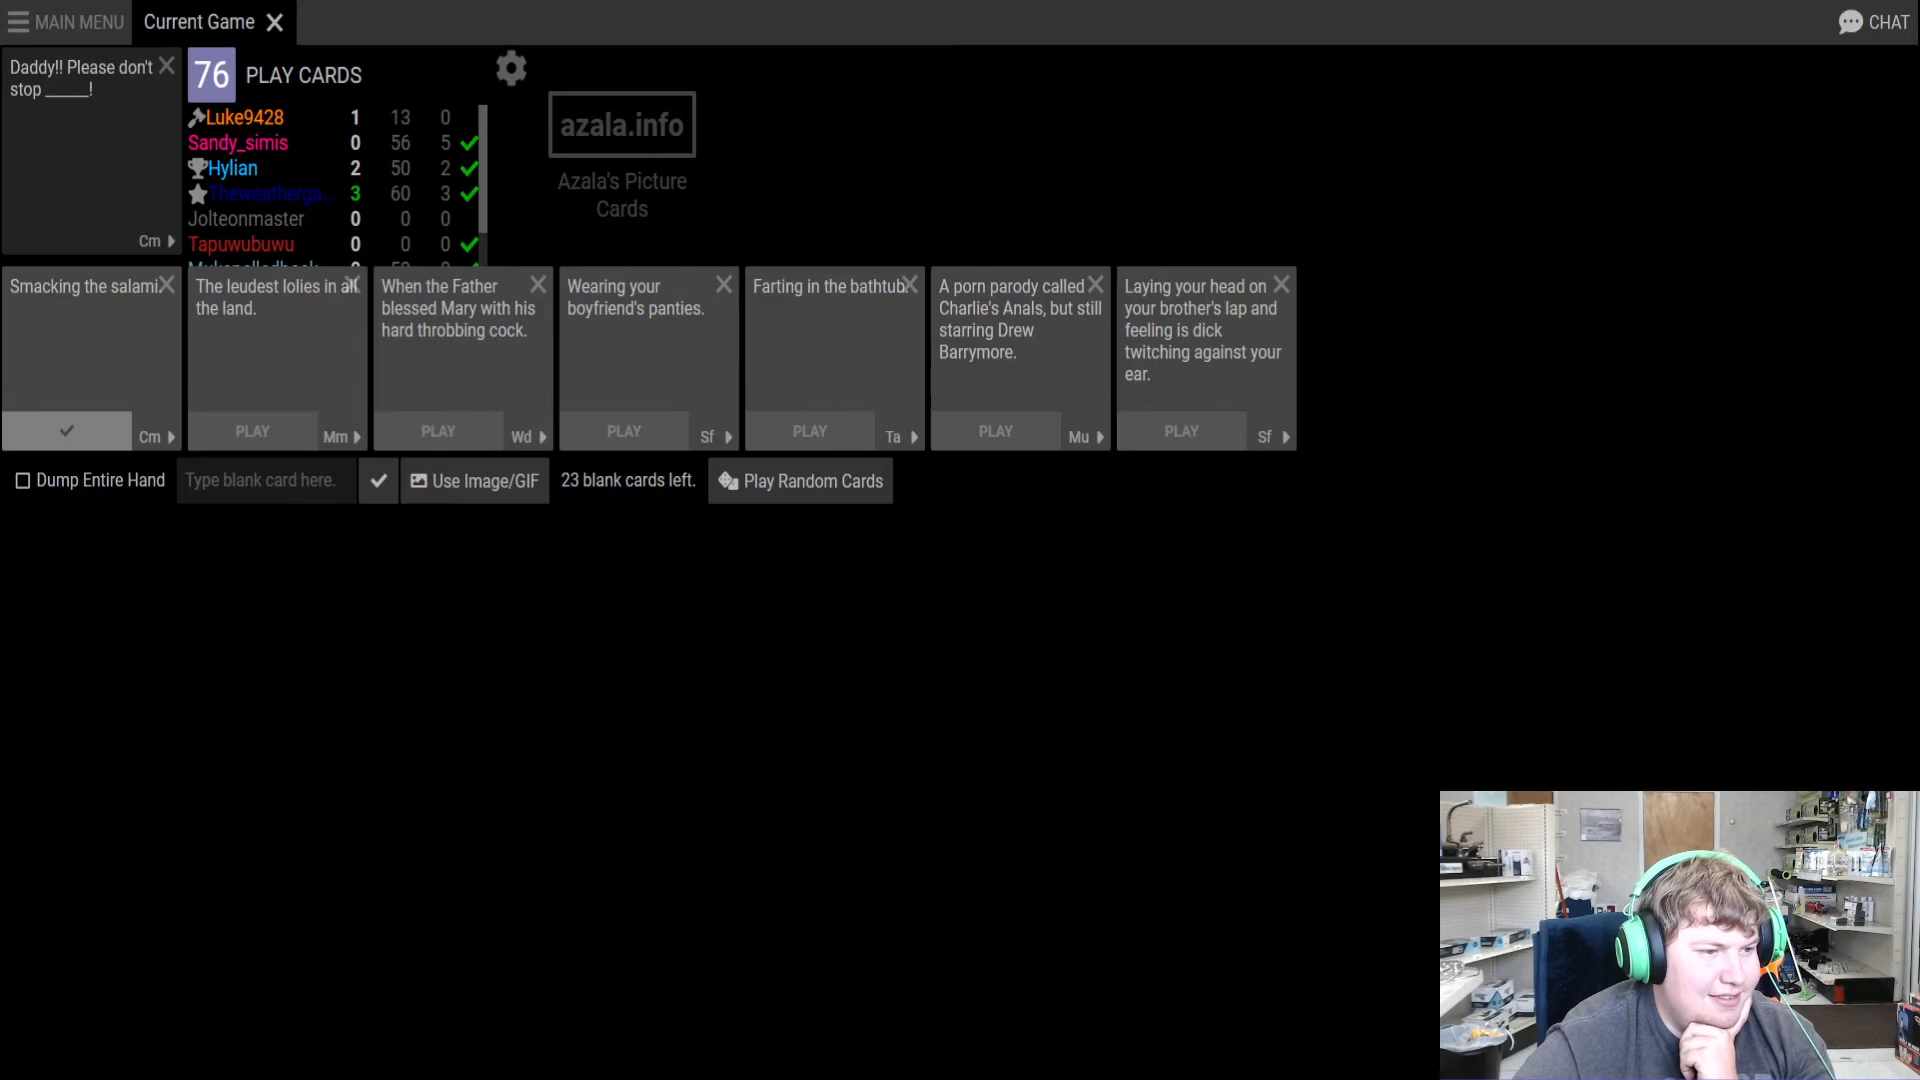 MAIN MENU
Current Game
CHAT
Daddy!! Please don't
stop _____!
Cm
76 PLAY CARDS
Luke9428 1 13 0
Sandy_simis 0 56 5
Hylian 2 50 2
Theweatherga... 3 60 3
Jolteonmaster 0 0 0
Tapuwubuwu 0 0 0
azala.info
Azala's Picture
Cards
Smacking the salami.
Cm
The leudest lolies in all
the land.
PLAY
Mm
When the Father
blessed Mary with his
hard throbbing cock.
PLAY
Wd
Wearing your
boyfriend's panties.
PLAY
Sf
Farting in the bathtub.
PLAY
Ta
A porn parody called
Charlie's Anals, but still
starring Drew
Barrymore.
PLAY
Mu
Laying your head on
your brother's lap and
feeling is dick
twitching against your
ear.
PLAY
Sf
Dump Entire Hand
Type blank card here.
Use Image/GIF
23 blank cards left.
Play Random Cards